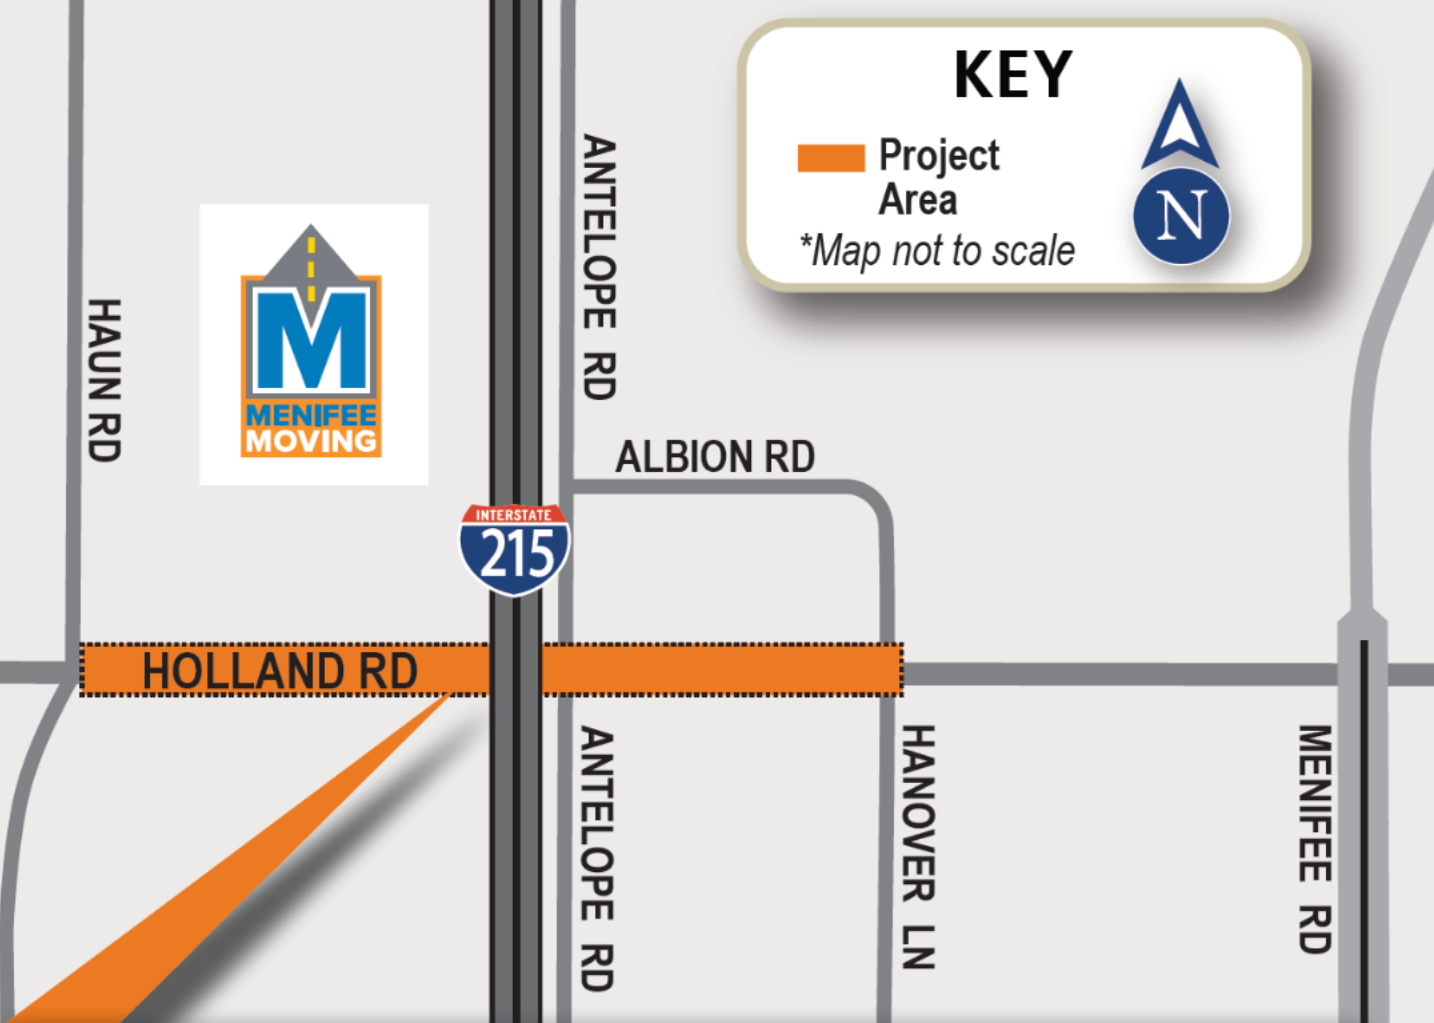 KEY
Project
Area
*Map not to scale
N
ANTELOPE RD
HAUN RD
M
MENIFEE
MOVING
ALBION RD
INTERSTATE
215
HOLLAND RD
ANTELOPE RD
HANOVER LN
MENIFEE RD